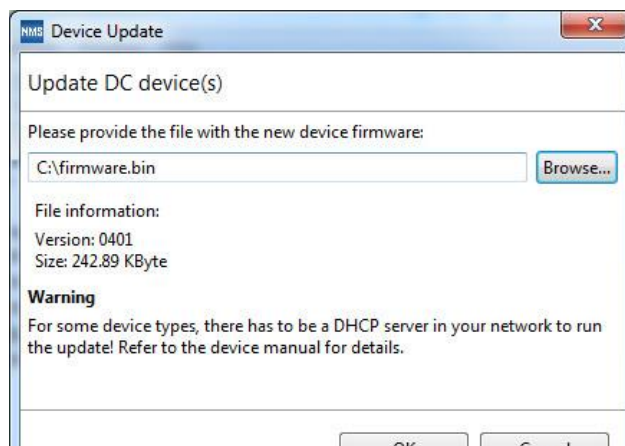 NMS Device Update
Update DC device(s)
Please provide the file with the new device firmware:
C:\firmware.bin
Browse...
File information:
Version: 0401
Size: 242.89 KByte
Warning
For some device types, there has to be a DHCP server in your network to run
the update! Refer to the device manual for details.